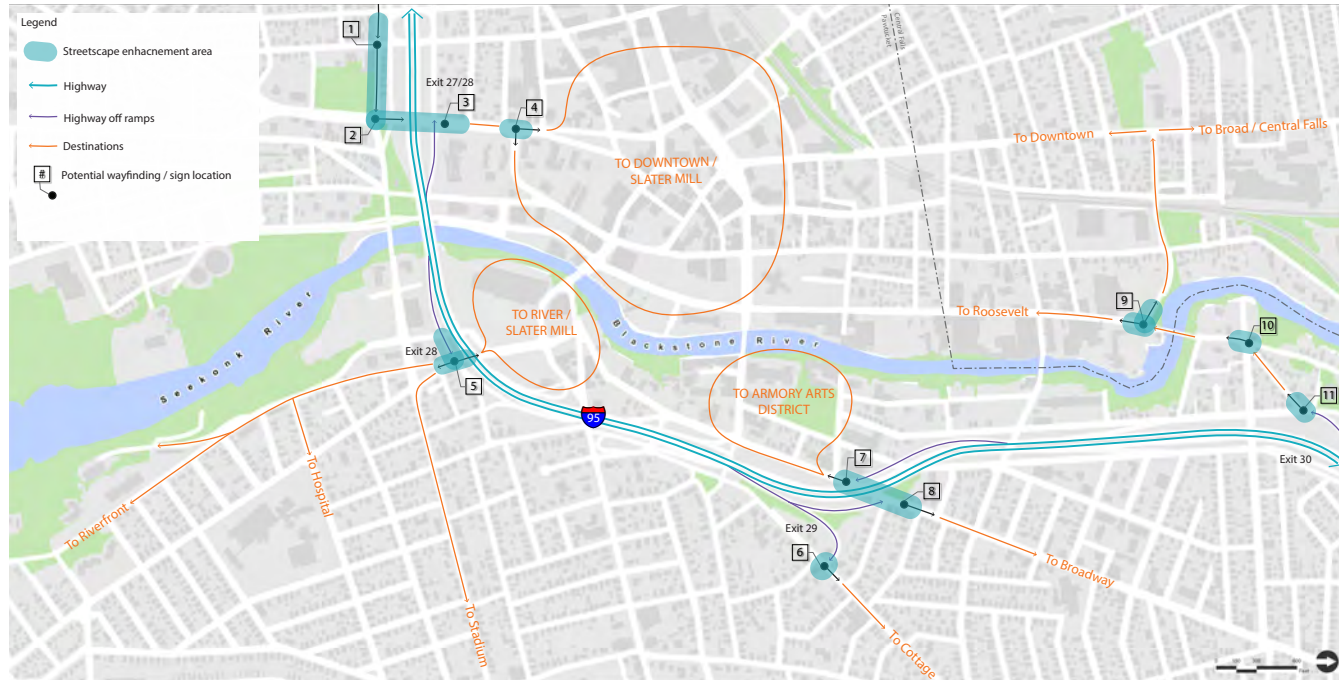 Legend
Streetscape enhacnement area
Highway
Highway off ramps
Destinations
#
Potential wayfinding / sign location
1
2
Exit 27/28
3
4
TO DOWNTOWN /
SLATER MILL
Central Falls
Pawtucket
To Downtown
To Broad / Central Falls
Seekonk River
TO RIVER /
SLATER MILL
Blackstone River
To Roosevelt
9
10
Exit 28
5
95
TO ARMORY ARTS
DISTRICT
11
7
8
Exit 30
Exit 29
6
To Riverfront
To Hospital
To Stadium
To Broadway
To Cottage